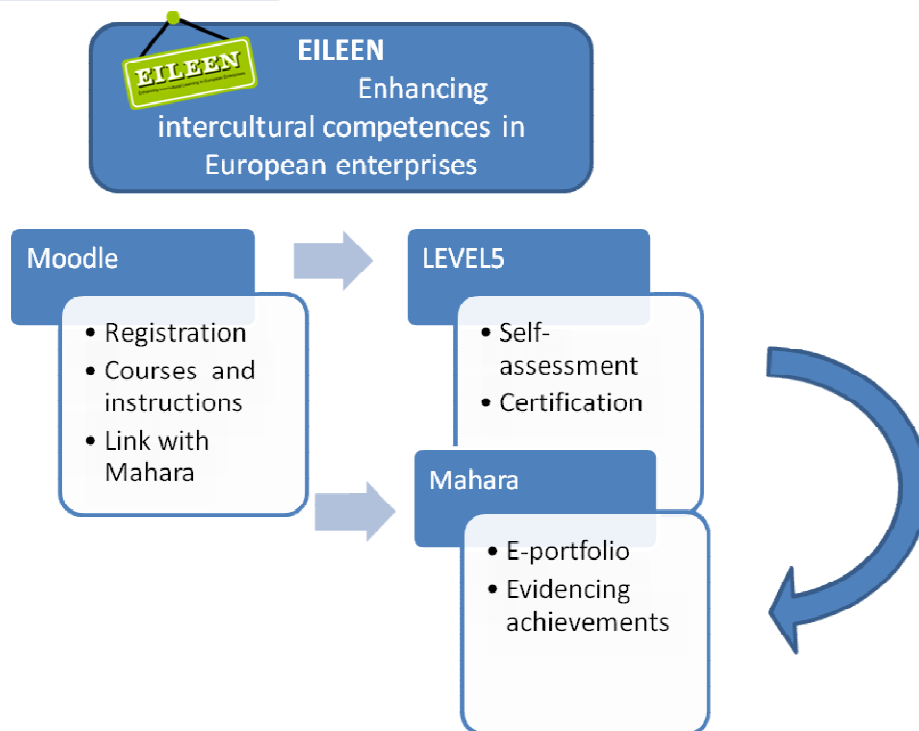 EILEEN
EILEEN
Enhancing
intercultural competences in
European enterprises
Moodle
• Registration
• Courses and
instructions
• Link with
Mahara
LEVEL5
• Self-
assessment
• Certification
Mahara
• E-portfolio
• Evidencing
achievements